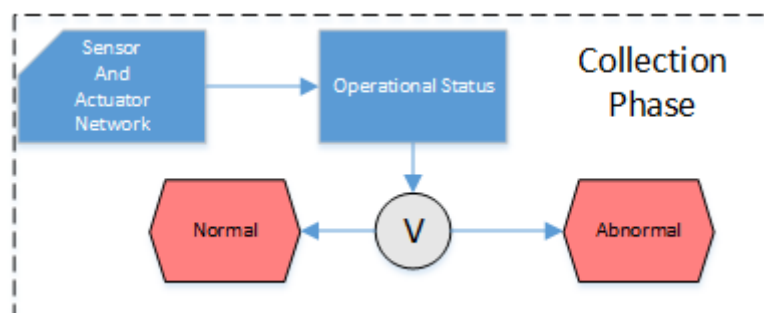 Sensor
And
Actuator
Network
Operational Status
Collection
Phase
Normal
V
Abnormal